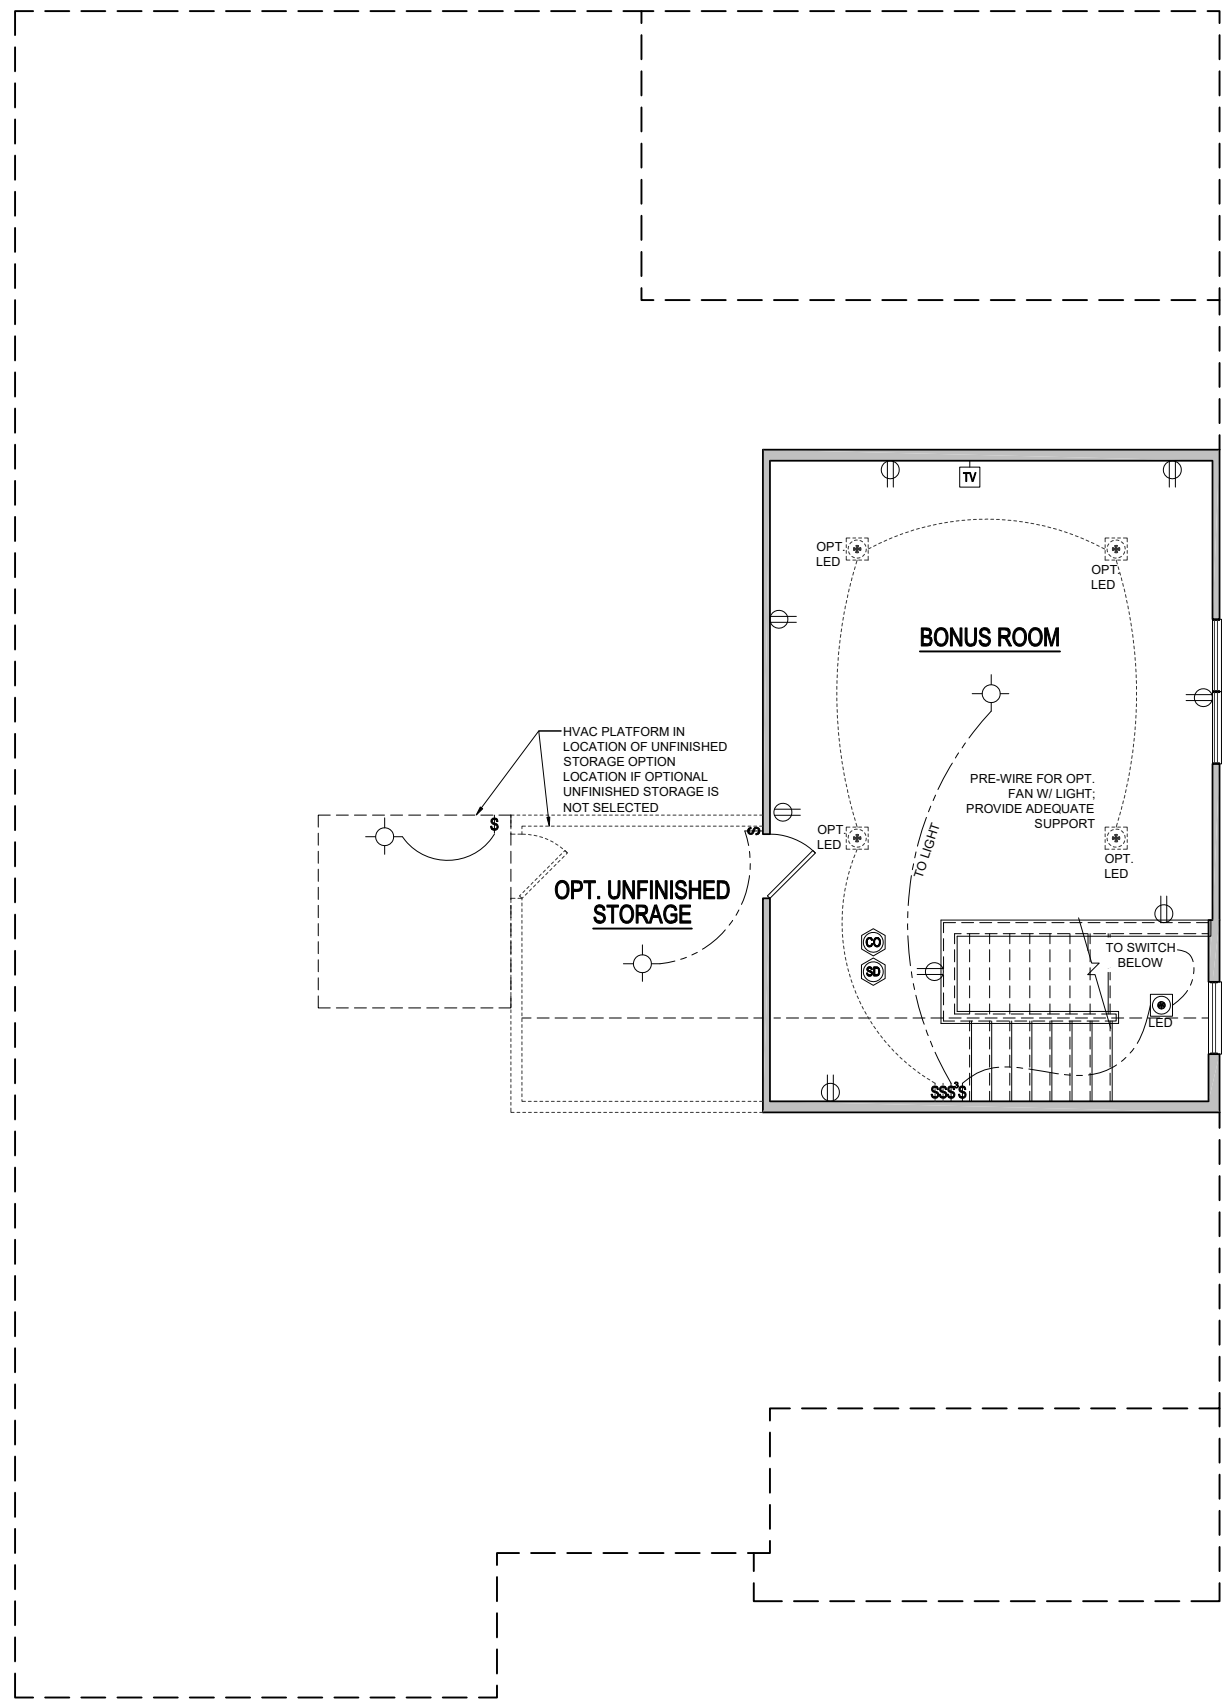 TV
OPT.
LED
OPT.
LED
BONUS ROOM
HVAC PLATFORM IN
LOCATION OF UNFINISHED
STORAGE OPTION
LOCATION IF OPTIONAL
UNFINISHED STORAGE IS
NOT SELECTED
PRE-WIRE FOR OPT.
FAN W/ LIGHT;
PROVIDE ADEQUATE
SUPPORT
$
$
OPT.
LED
TO LIGHT
OPT.
LED
OPT. UNFINISHED
STORAGE
CO
SD
TO SWITCH
BELOW
LED
$$$³$